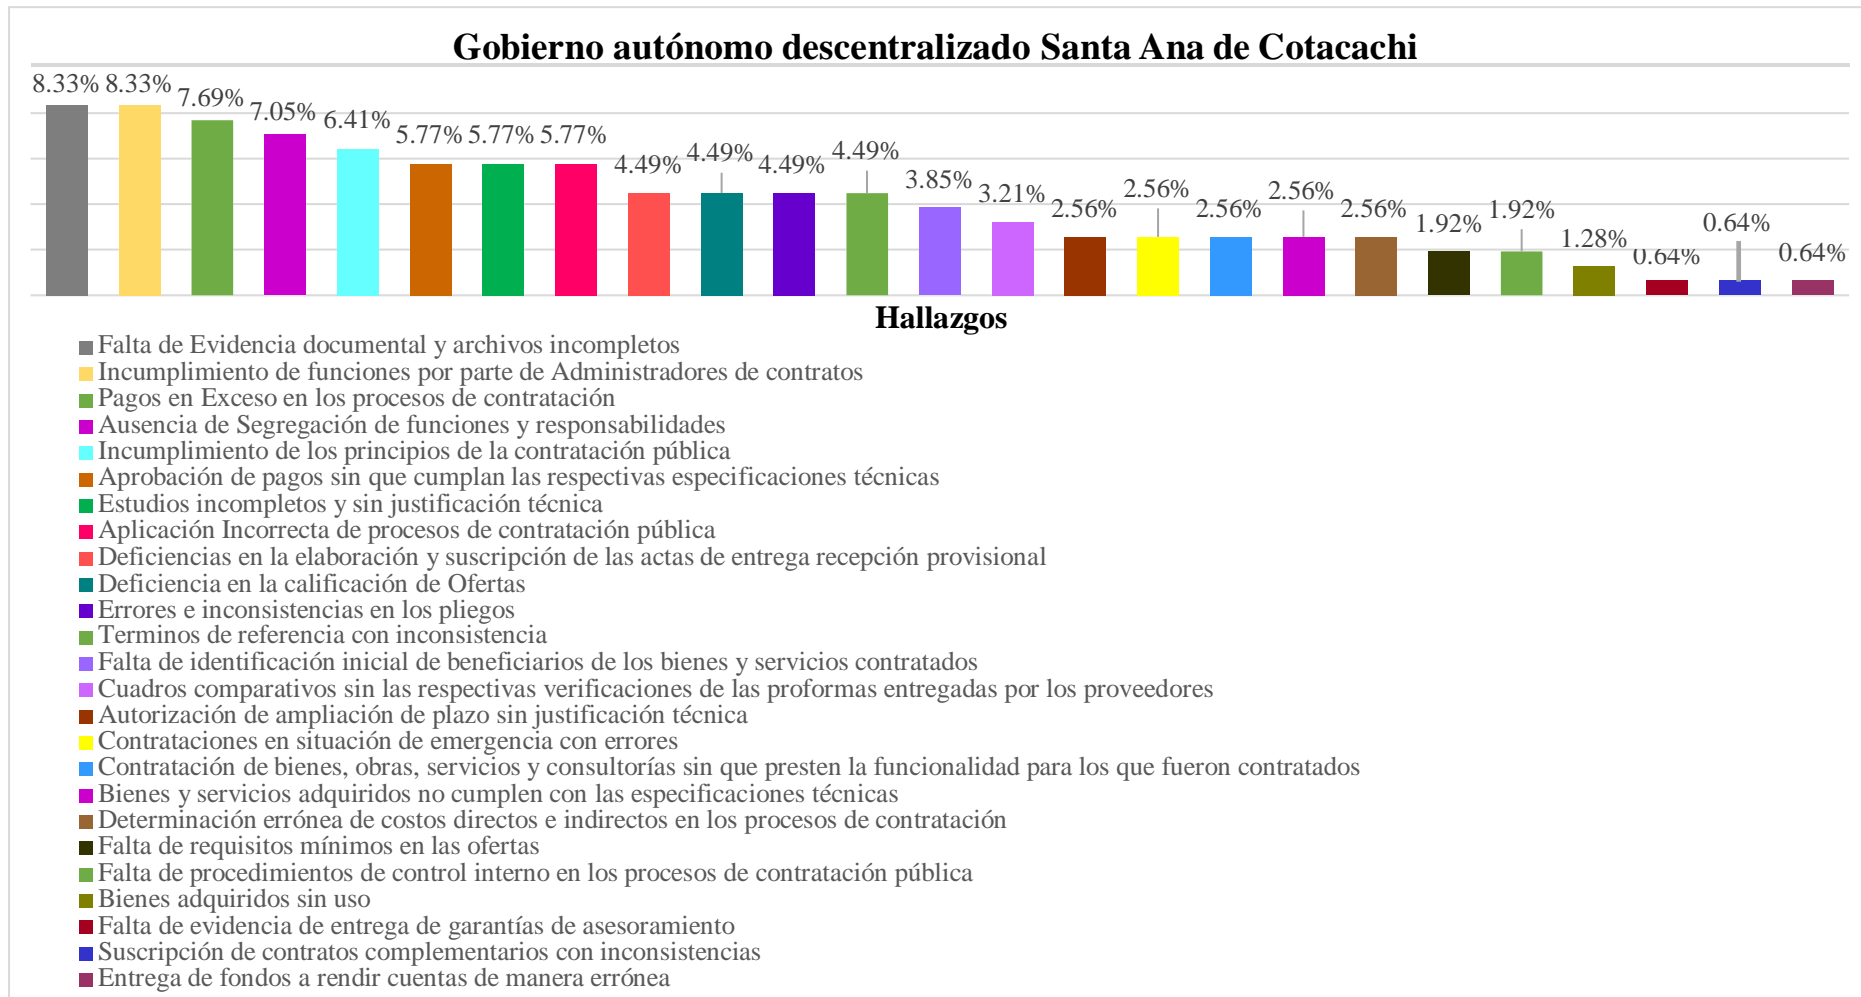 Gobierno autónomo descentralizado Santa Ana de Cotacachi
8.33% 8.33% 7.69% 7.05% 6.41% 5.77% 5.77% 5.77% 4.49% 4.49% 4.49% 4.49% 3.85% 3.21% 2.56% 2.56% 2.56% 2.56% 2.56% 1.92% 1.92% 1.28% 0.64% 0.64% 0.64%
Hallazgos
Falta de Evidencia documental y archivos incompletos
Incumplimiento de funciones por parte de Administradores de contratos
Pagos en Exceso en los procesos de contratación
Ausencia de Segregación de funciones y responsabilidades
Incumplimiento de los principios de la contratación pública
Aprobación de pagos sin que cumplan las respectivas especificaciones técnicas
Estudios incompletos y sin justificación técnica
Aplicación Incorrecta de procesos de contratación pública
Deficiencias en la elaboración y suscripción de las actas de entrega recepción provisional
Deficiencia en la calificación de Ofertas
Errores e inconsistencias en los pliegos
Terminos de referencia con inconsistencia
Falta de identificación inicial de beneficiarios de los bienes y servicios contratados
Cuadros comparativos sin las respectivas verificaciones de las proformas entregadas por los proveedores
Autorización de ampliación de plazo sin justificación técnica
Contrataciones en situación de emergencia con errores
Contratación de bienes, obras, servicios y consultorías sin que presten la funcionalidad para los que fueron contratados
Bienes y servicios adquiridos no cumplen con las especificaciones técnicas
Determinación errónea de costos directos e indirectos en los procesos de contratación
Falta de requisitos mínimos en las ofertas
Falta de procedimientos de control interno en los procesos de contratación pública
Bienes adquiridos sin uso
Falta de evidencia de entrega de garantías de asesoramiento
Suscripción de contratos complementarios con inconsistencias
Entrega de fondos a rendir cuentas de manera errónea